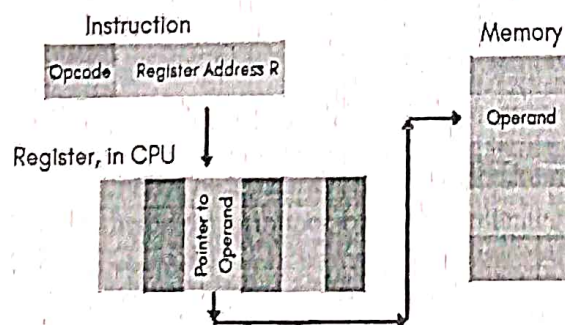 Instruction
Opcode Register Address R
Memory
Operand
Register, in CPU
Pointer to
Operand